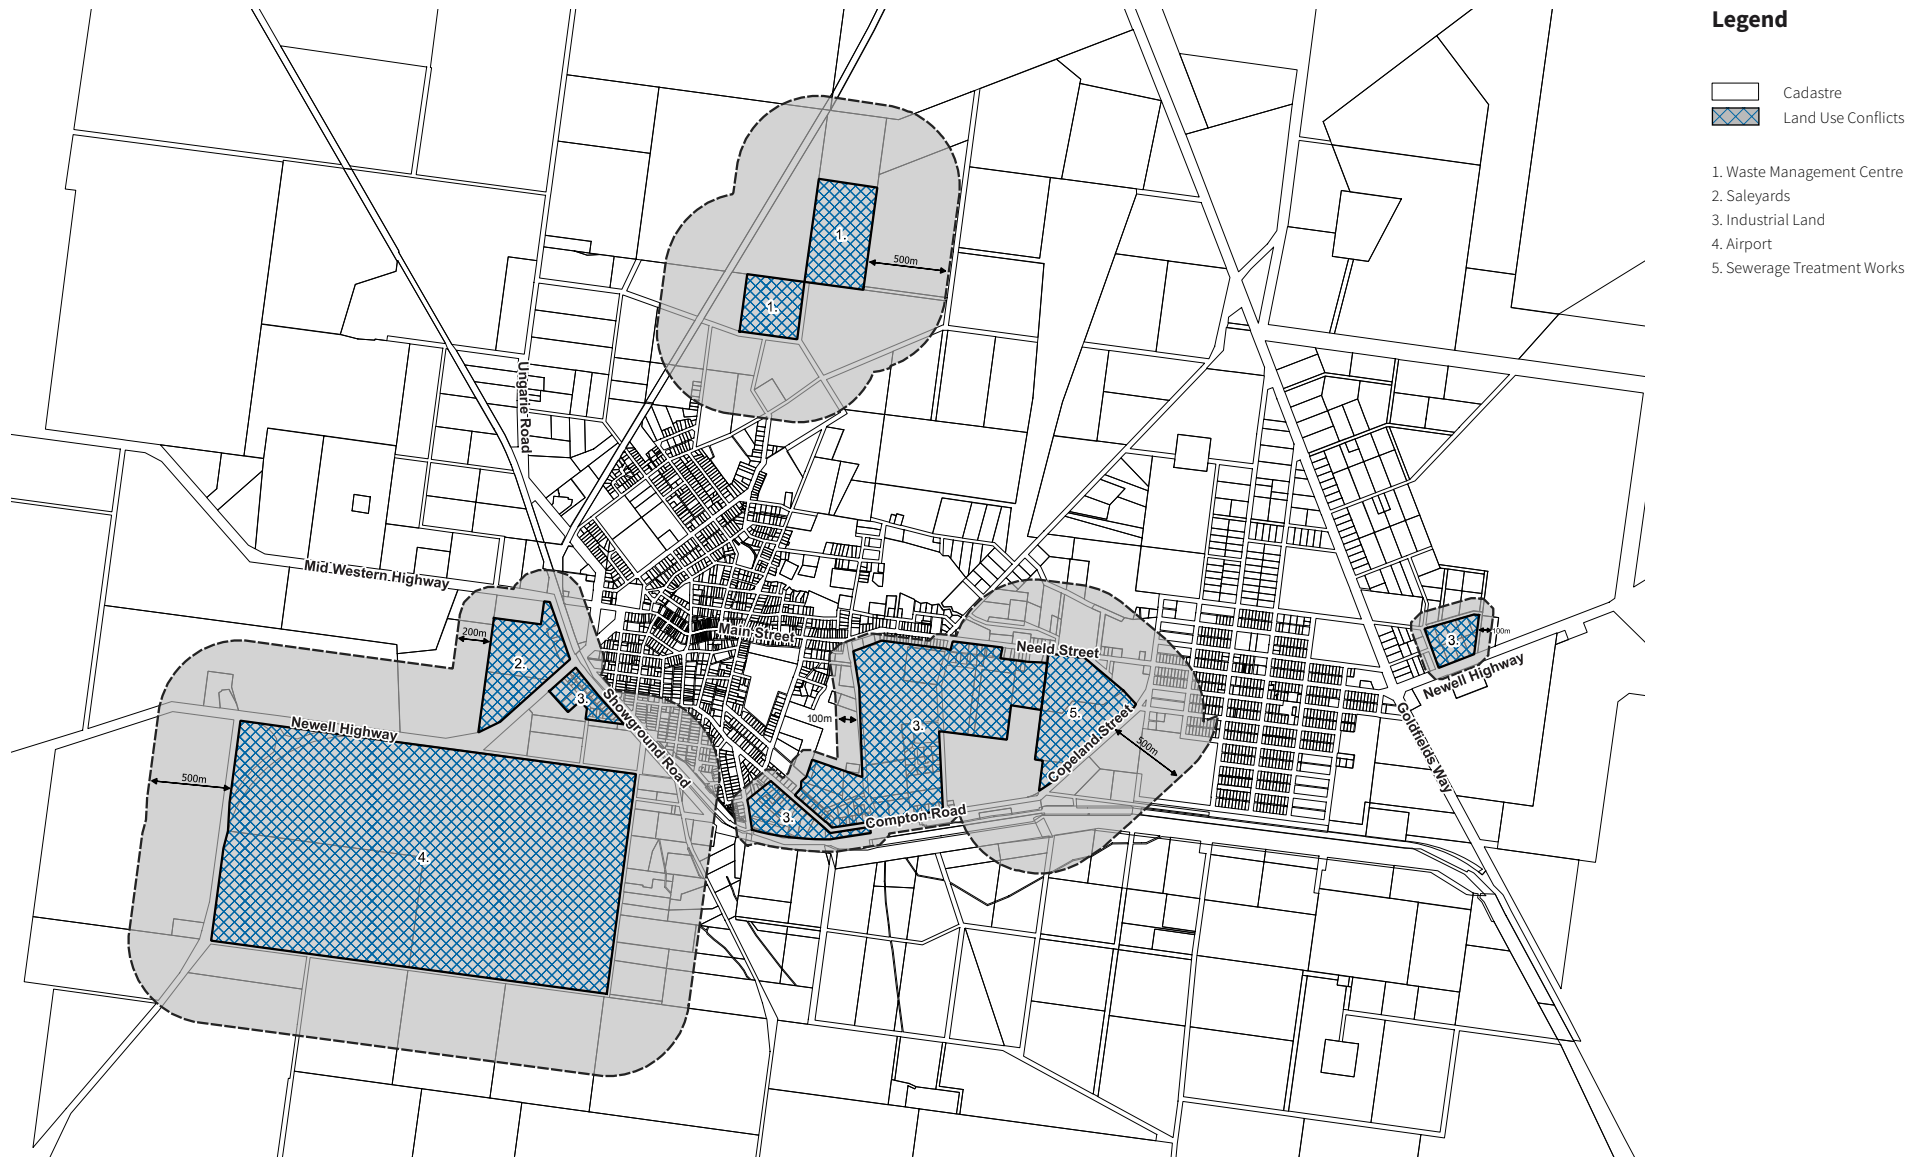 Legend
Cadastre
Land Use Conflicts
1. Waste Management Centre
2. Saleyards
3. Industrial Land
4. Airport
5. Sewerage Treatment Works
1.
500m
1.
Ungarie Road
Mid Western Highway
200m
2.
3.
Main Street
Neeld Street
3.
100m
Newell Highway
Showground Road
100m
3.
5.
Copeland Street
500m
Goldfields Way
Newell Highway
500m
3.
Compton Road
4.